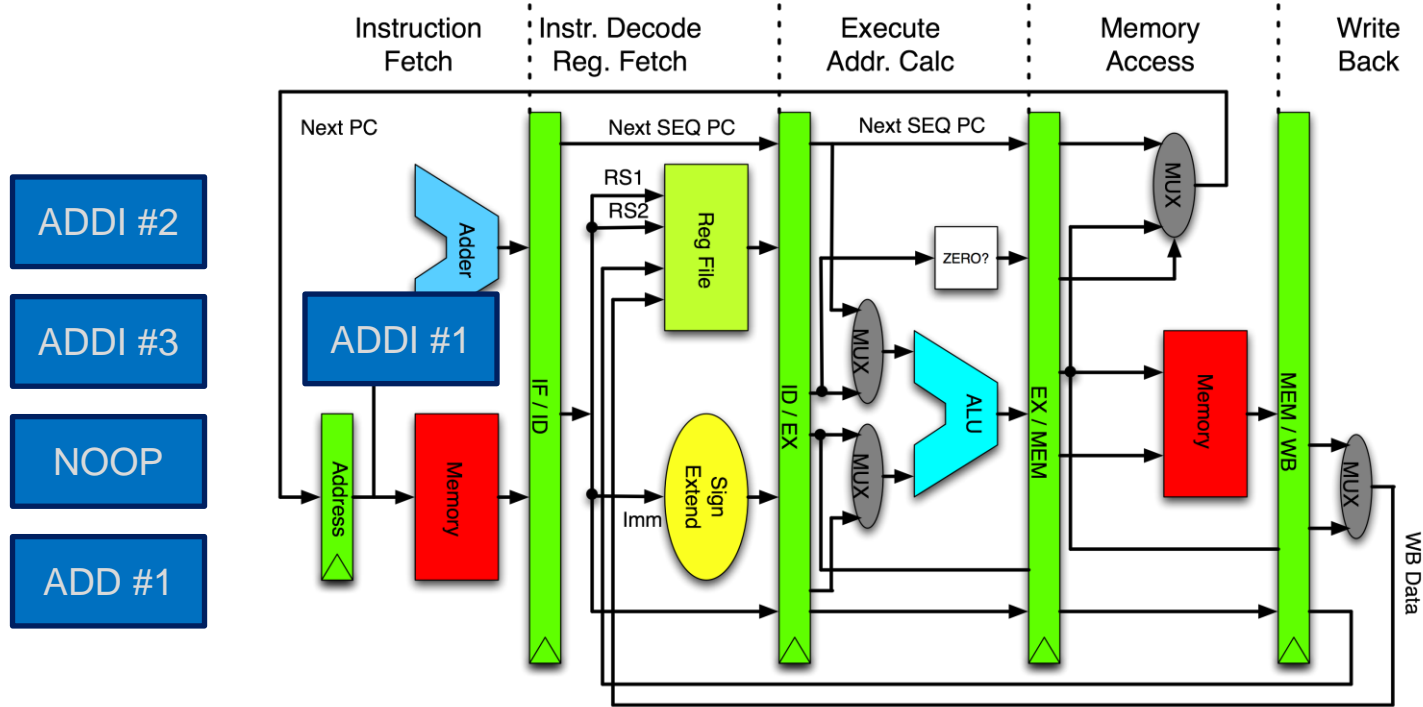 Instruction
Fetch
Instr. Decode
Reg. Fetch
Execute
Addr. Calc
Memory
Access
Write
Back
Next PC
Next SEQ PC
Next SEQ PC
ADDI #2
ADDI #3
NOOP
ADD #1
ADDI #1
Adder
Address
Memory
IF / ID
RS1
RS2
Reg File
Imm
Sign
Extend
ID / EX
ZERO?
MUX
MUX
ALU
EX / MEM
MUX
Memory
MEM / WB
MUX
WB Data